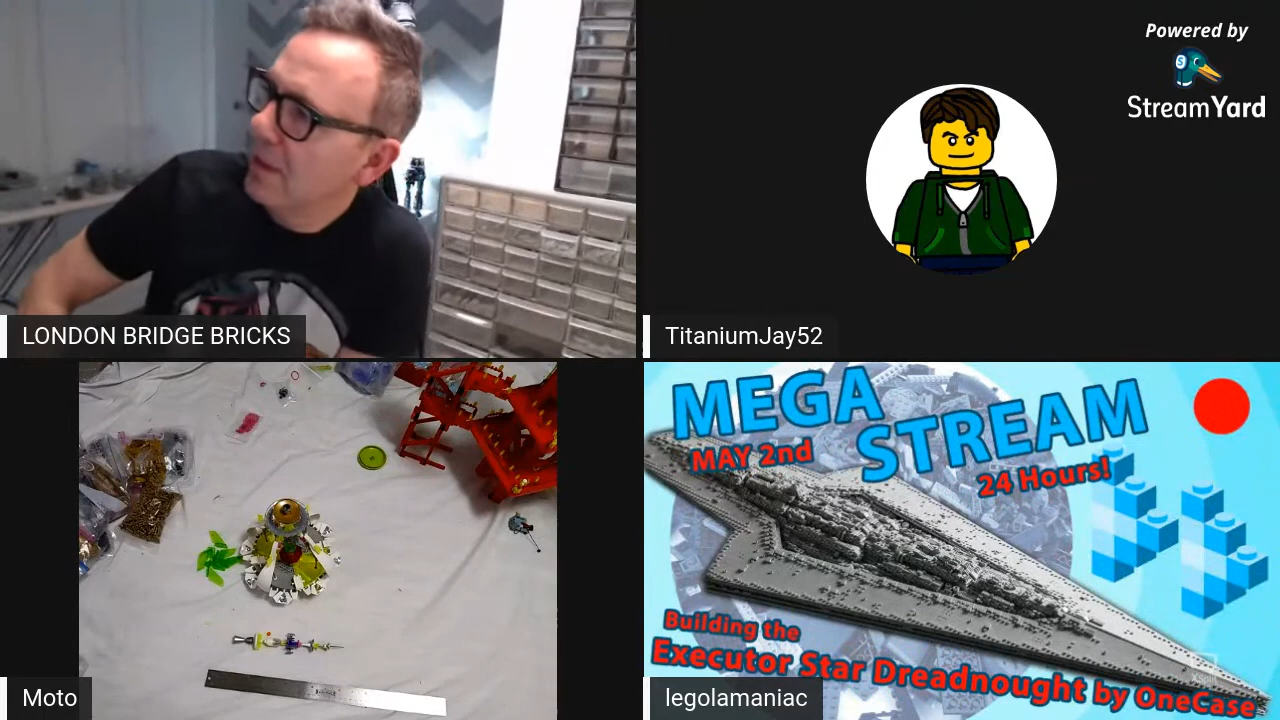 Powered by
StreamYard
LONDON BRIDGE BRICKS
TitaniumJay52
MEGA
STREAM
MAY 2nd
24 Hours!
Building the
Executor Star Dreadnought by OneCase
Moto
legolamaniac